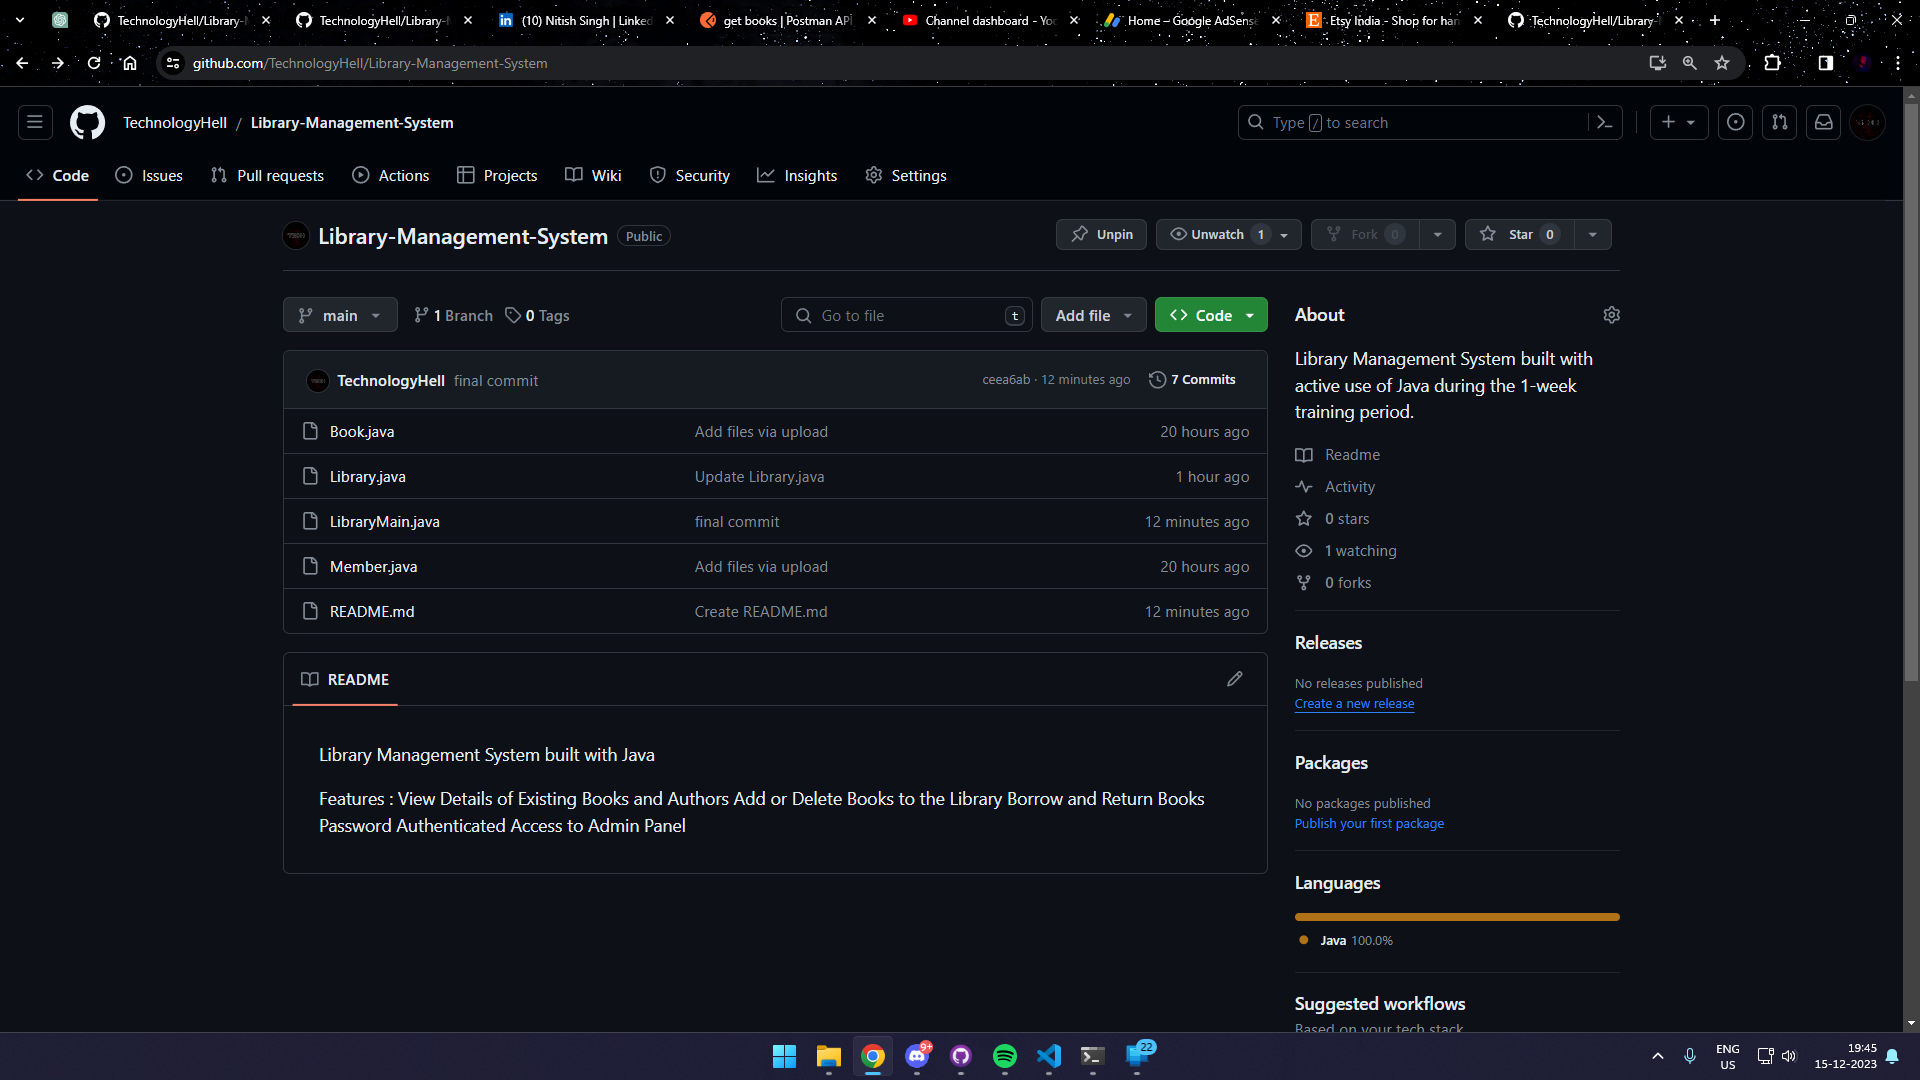 TechnologyHell/Library-
TechnologyHell/Library-
(10) Nitish Singh | Linked
get books | Postman API
Channel dashboard - You
Home – Google AdSense
Etsy India - Shop for han
TechnologyHell/Library-
github.com/TechnologyHell/Library-Management-System
TechnologyHell / Library-Management-System
Type / to search
Code Issues Pull requests Actions Projects Wiki Security Insights Settings
Library-Management-System Public
Unpin Unwatch 1 Fork 0 Star 0
main 1 Branch 0 Tags Go to file t Add file Code
TechnologyHell final commit ceea6ab · 12 minutes ago 7 Commits
Book.java Add files via upload 20 hours ago
Library.java Update Library.java 1 hour ago
LibraryMain.java final commit 12 minutes ago
Member.java Add files via upload 20 hours ago
README.md Create README.md 12 minutes ago
README
Library Management System built with Java
Features : View Details of Existing Books and Authors Add or Delete Books to the Library Borrow and Return Books
Password Authenticated Access to Admin Panel
About
Library Management System built with
active use of Java during the 1-week
training period.
Readme
Activity
0 stars
1 watching
0 forks
Releases
No releases published
Create a new release
Packages
No packages published
Publish your first package
Languages
Java 100.0%
Suggested workflows
Based on your tech stack
9+
22
ENG
US
19:45
15-12-2023